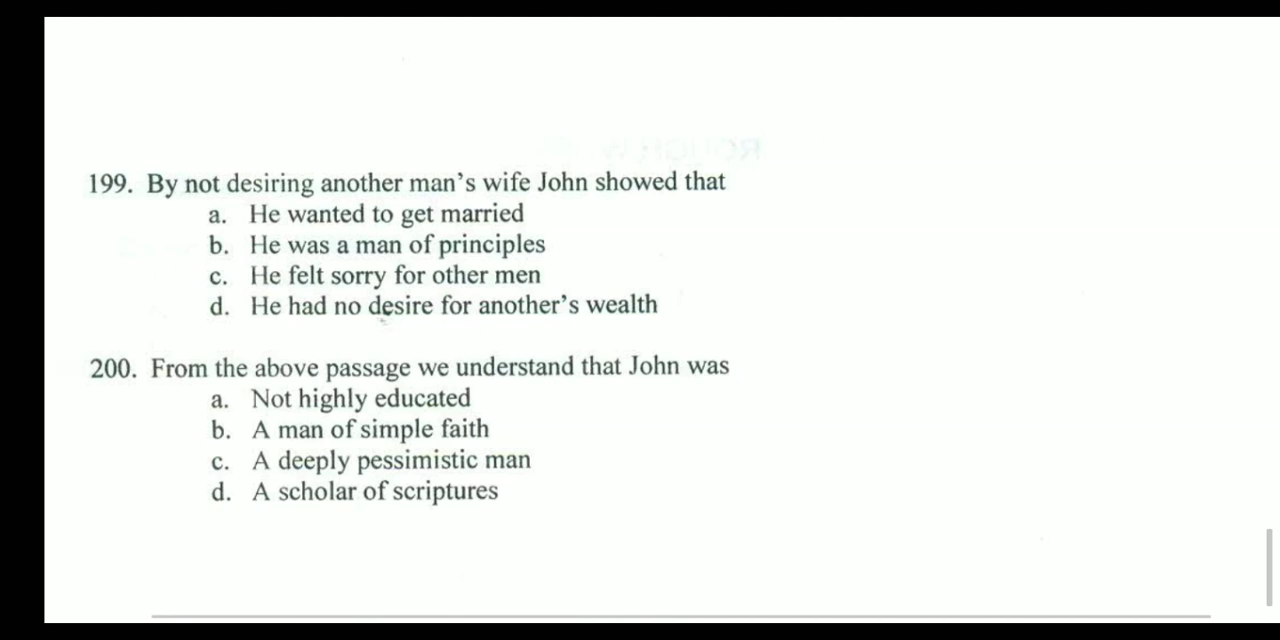 199. By not desiring another man's wife John showed that
a. He wanted to get married
b. He was a man of principles
c. He felt sorry for other men
d. He had no desire for another's wealth
200. From the above passage we understand that John was
a. Not highly educated
b. A man of simple faith
c. A deeply pessimistic man
d. A scholar of scriptures